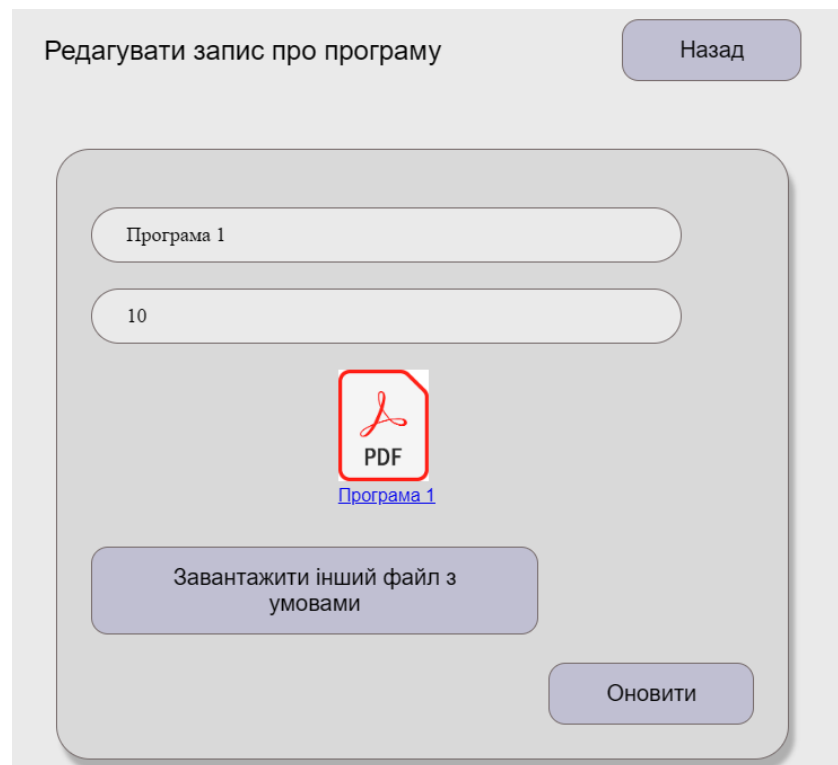 Редагувати запис про програму
Назад
Програма 1
10
PDF
Програма 1
Завантажити інший файл з
умовами
Оновити